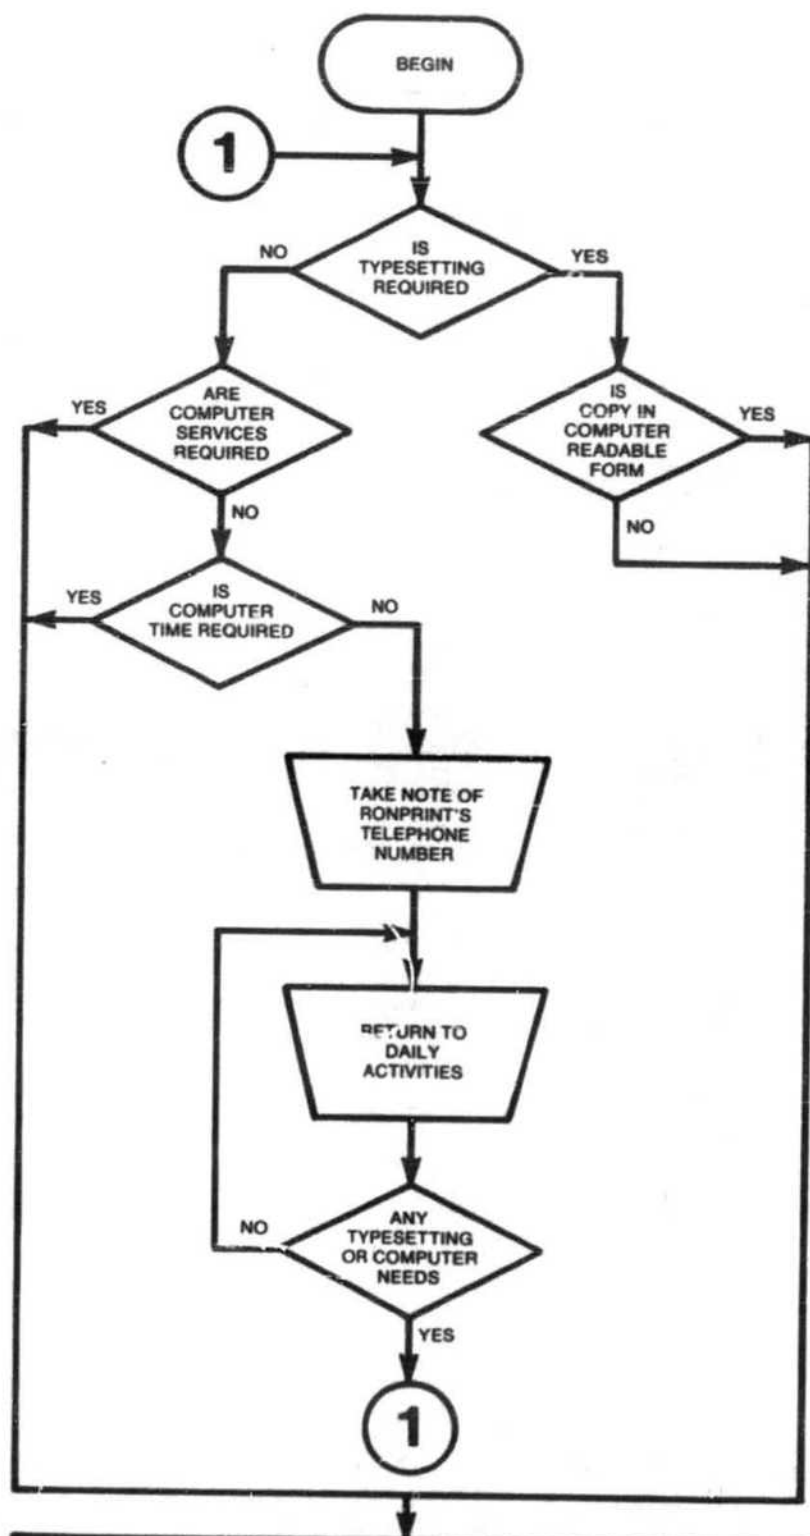 BEGIN
1
IS
TYPESETTING
REQUIRED
NO
YES
ARE
COMPUTER
SERVICES
REQUIRED
YES
NO
IS
COPY IN
COMPUTER
READABLE
FORM
YES
NO
IS
COMPUTER
TIME REQUIRED
YES
NO
TAKE NOTE OF
RONPRINT'S
TELEPHONE
NUMBER
RETURN TO
DAILY
ACTIVITIES
ANY
TYPESETTING
OR COMPUTER
NEEDS
NO
YES
1